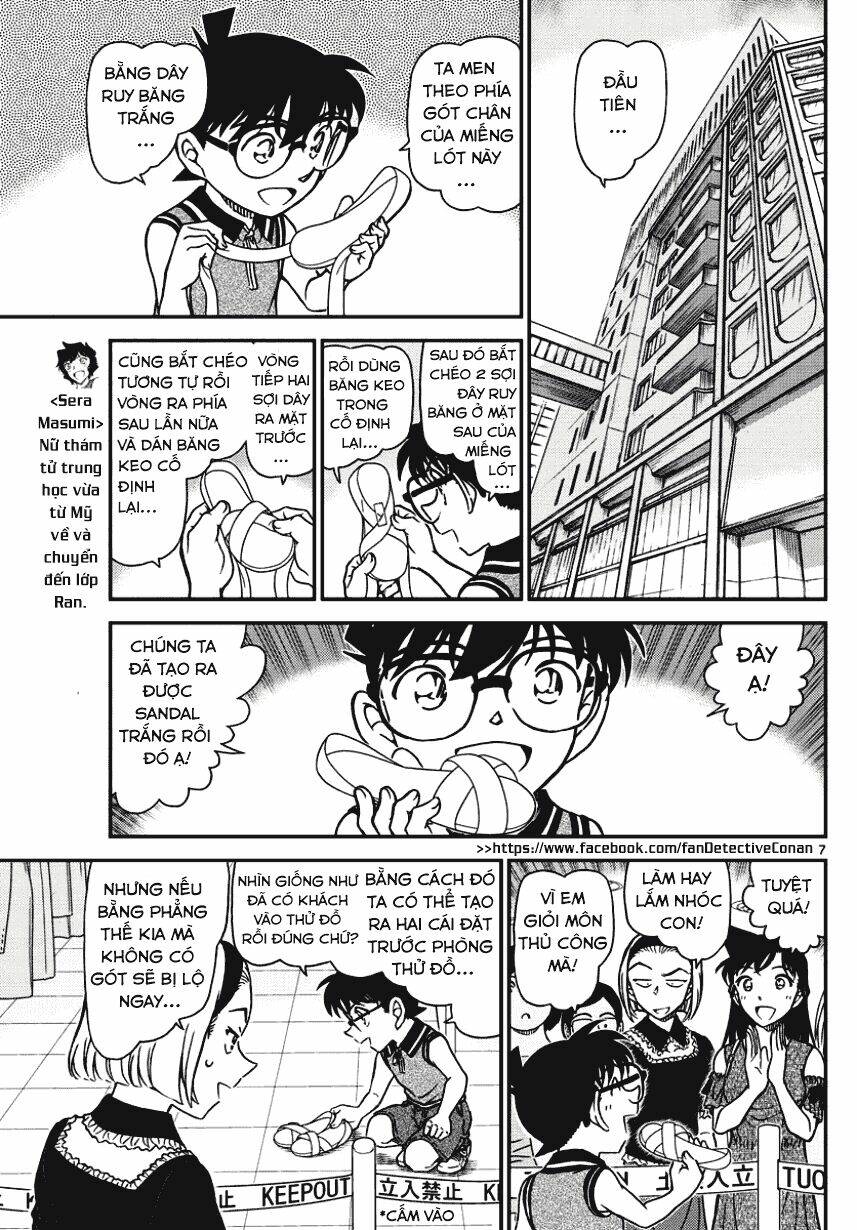 ĐẦU
TIÊN
...
TA MEN
THEO PHÍA
GÓT CHÂN
CỦA MIẾNG
LÓT NÀY
...
BẰNG DÂY
RUY BĂNG
TRẮNG
...
SAU ĐÓ BẮT
CHÉO 2 SỢI
ĐÂY RUY
BĂNG Ở MẶT
SAU CỦA
MIẾNG
LÓT...
RỒI DÙNG
BĂNG KEO
TRONG
CỐ ĐỊNH
LẠI...
VÒNG
TIẾP HAI
SỢI DÂY
RA MẶT
TRƯỚC
...
CŨNG BẮT CHÉO
TƯƠNG TỰ RỒI
VÒNG RA PHÍA
SAU LẦN NỮA
VÀ DÁN BĂNG
KEO CỐ
ĐỊNH
LẠI...
<Sera
Masumi>
Nữ thám
tử trung
học vừa
từ Mỹ
về và
chuyển
đến lớp
Ran.
ĐÂY
Ạ!
CHÚNG TA
ĐÃ TẠO RA
ĐƯỢC
SANDAL
TRẮNG RỒI
ĐÓ Ạ!
>>https://www.facebook.com/fanDetectiveConan 7
TUYỆT
QUÁ!
LÀM HAY
LẮM NHÓC
CON!
VÌ EM
GIỎI MÔN
THỦ CÔNG
MÀ!
BẰNG CÁCH ĐÓ
TA CÓ THỂ TẠO
RA HAI CÁI ĐẶT
TRƯỚC PHÒNG
THỬ ĐỒ...
NHÌN GIỐNG NHƯ
ĐÃ CÓ KHÁCH
VÀO THỬ ĐỒ
RỒI ĐÚNG CHỨ?
NHƯNG NẾU
BẰNG PHẲNG
THẾ KIA MÀ
KHÔNG CÓ
GÓT SẼ BỊ LỘ
NGAY...
止 KEEPOUT 立入禁止 KEE
*CẤM VÀO
入立 TUO